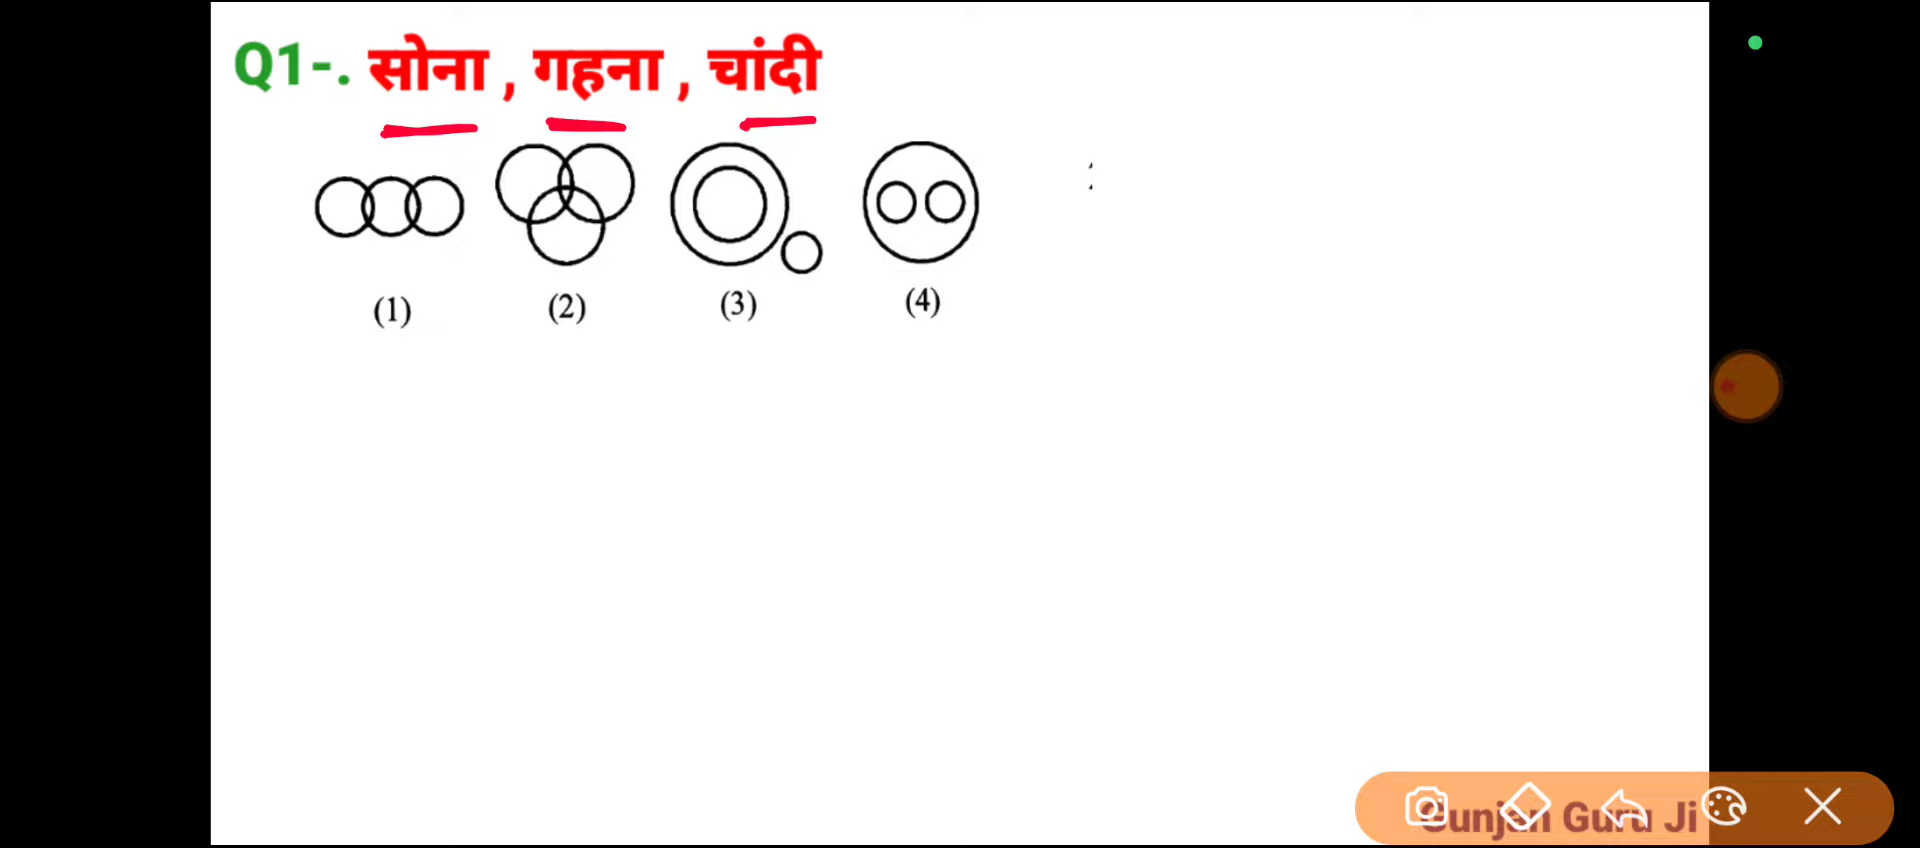 Q1-. सोना , गहना , चांदी
(1) (2) (3) (4)
Gunjan Guru Ji